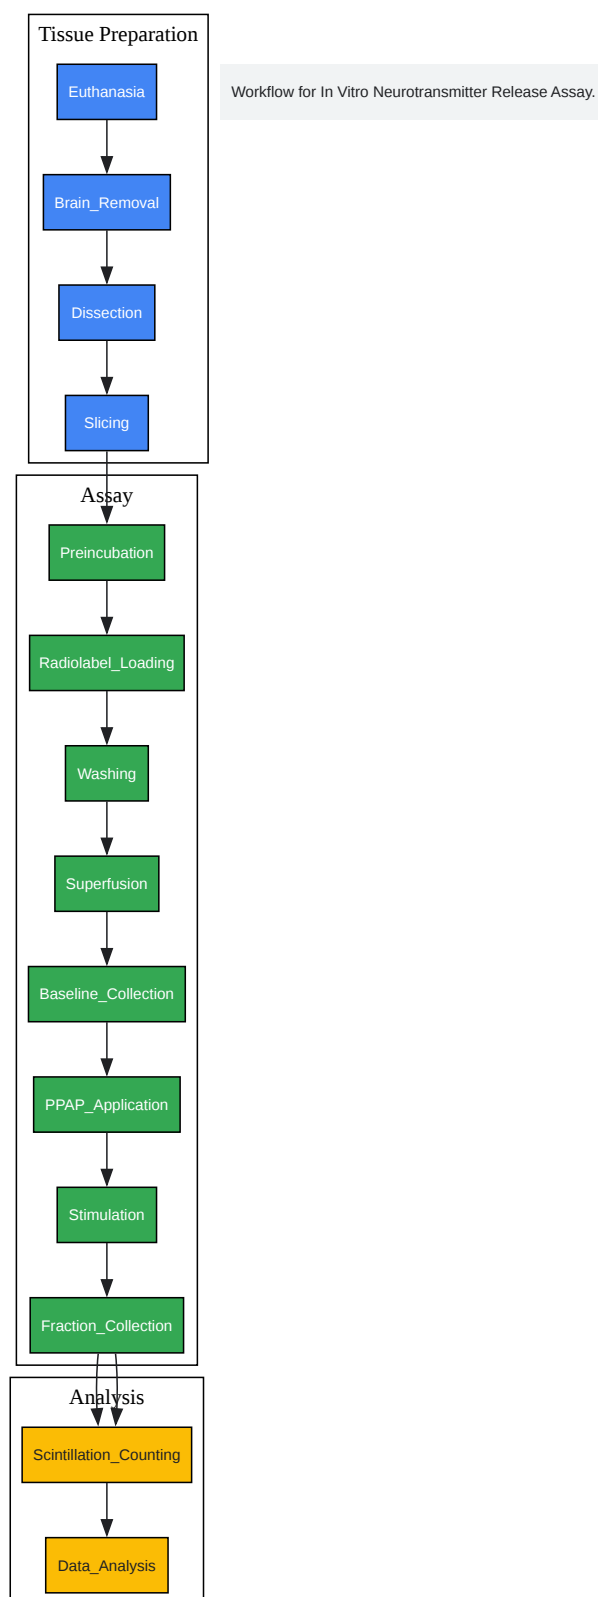 Tissue Preparation
Euthanasia
Workflow for In Vitro Neurotransmitter Release Assay.
Brain_Removal
Dissection
Slicing
Assay
Preincubation
Radiolabel_Loading
Washing
Superfusion
Baseline_Collection
PPAP_Application
Stimulation
Fraction_Collection
Analysis
Scintillation_Counting
Data_Analysis